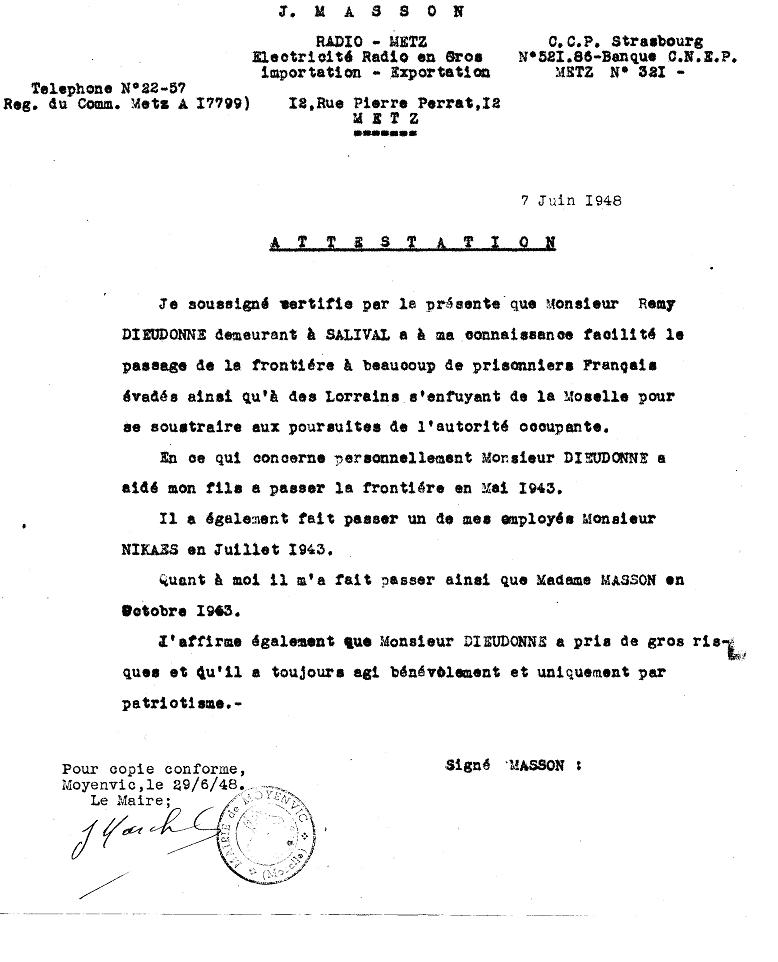 J. M A S S O N
RADIO - METZ
Electricité Radio en Gros
importation - Exportation
C.C.P. Strasbourg
N°52I.86-Banque C.N.E.P.
METZ N° 32I -
Telephone N°22-57
Reg. du Comm. Metz A I7799)
I2,Rue Pierre Perrat,I2
M E T Z
=======
7 Juin I948
A T T E S T A T I O N
Je soussigné certifie par la présente que Monsieur Remy
DIEUDONNE demeurant à SALIVAL a à ma connaissance facilité le
passage de la frontiére à beaucoup de prisonniers Français
évadés ainsi qu'à des Lorrains s'enfuyant de la Moselle pour
se soustraire aux poursuites de l'autorité occupante.
En ce qui concerne personnellement Monsieur DIEUDONNE a
aidé mon fils a passer la frontiére en Mai I943.
Il a également fait passer un de mes employés Monsieur
NIKAES en Juillet I943.
Quant à moi il m'a fait passer ainsi que Madame MASSON en
Octobre I943.
J'affirme également que Monsieur DIEUDONNE a pris de gros ris-
ques et qu'il a toujours agi bénévolement et uniquement par
patriotisme.-
Signé MASSON :
Pour copie conforme,
Moyenvic,le 29/6/48.
Le Maire;
MAIRIE de MOYENVIC
(Moselle)